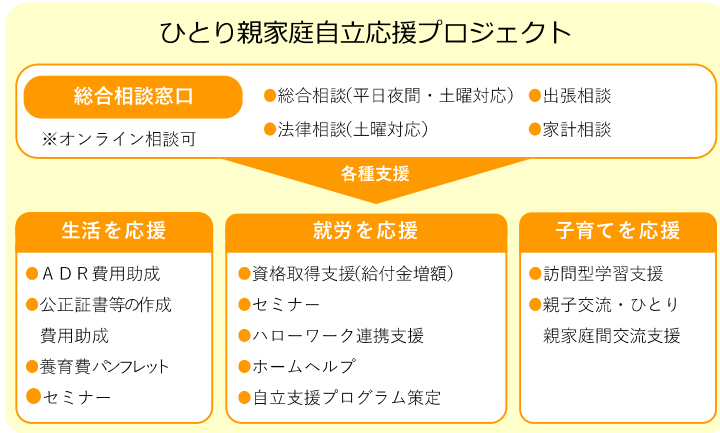 ひとり親家庭自立応援プロジェクト
総合相談窓口
※オンライン相談可
●総合相談(平日夜間・土曜対応)
●出張相談
●法律相談(土曜対応)
●家計相談
各種支援
生活を応援
●ADR費用助成
●公正証書等の作成
費用助成
●養育費パンフレット
●セミナー
就労を応援
●資格取得支援(給付金増額)
●セミナー
●ハローワーク連携支援
●ホームヘルプ
●自立支援プログラム策定
子育てを応援
●訪問型学習支援
●親子交流・ひとり
親家庭間交流支援